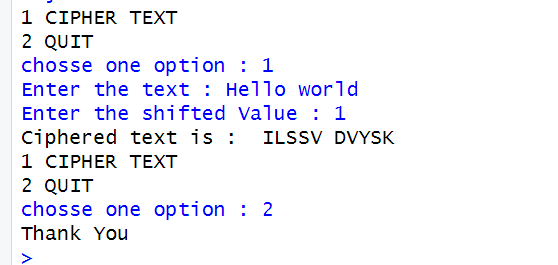 1 CIPHER TEXT
2 QUIT
chosse one option : 1
Enter the text : Hello world
Enter the shifted Value : 1
Ciphered text is :  ILSSV DVYSK
1 CIPHER TEXT
2 QUIT
chosse one option : 2
Thank You
>